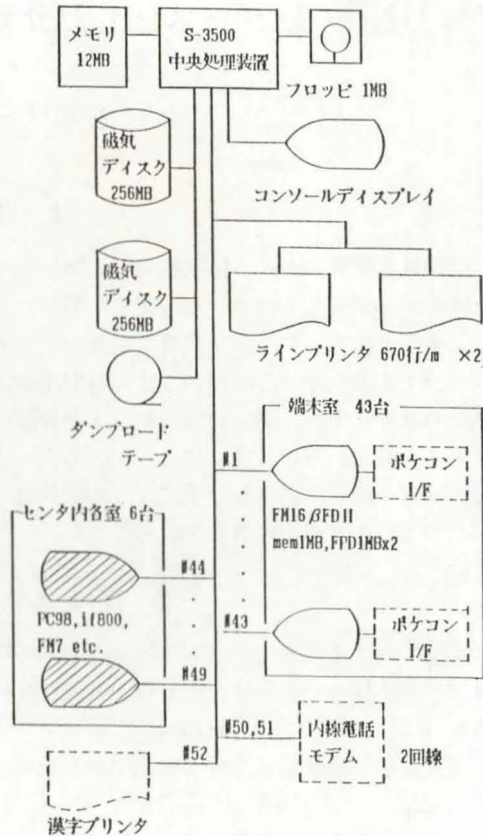 メモリ
12MB
S-3500
中央処理装置
フロッピ 1MB
磁気
ディスク
256MB
コンソールディスプレイ
磁気
ディスク
256MB
ラインプリンタ 670行/m ×2
ダンプロード
テープ
端末室 43台
#1
ポケコン
I/F
FM16βFDⅡ
mem1MB,FPD1MBx2
センタ内各室 6台
#44
PC98,if800,
FM7 etc.
#43
ポケコン
I/F
#49
#50,51
内線電話
モデム
2回線
#52
漢字プリンタ